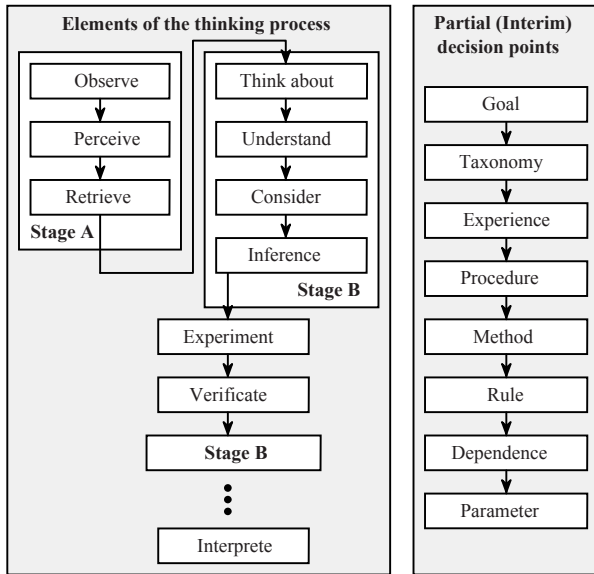 Elements of the thinking process
Observe
Perceive
Retrieve
Stage A
Think about
Understand
Consider
Inference
Stage B
Experiment
Verificate
Stage B
Interprete
Partial (Interim)
decision points
Goal
Taxonomy
Experience
Procedure
Method
Rule
Dependence
Parameter